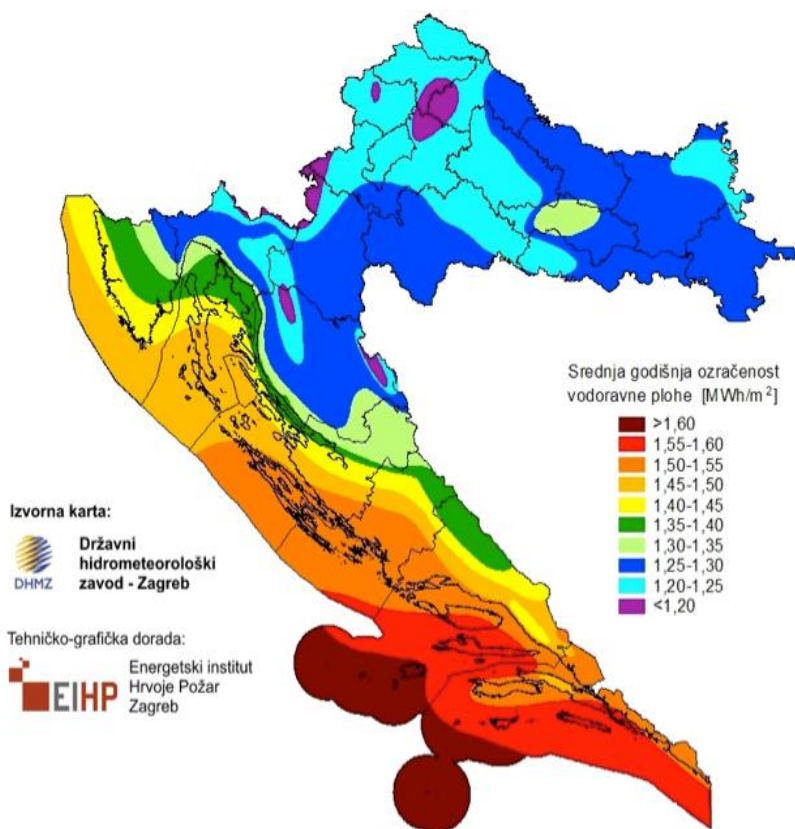 Srednja godišnja ozračenost
vodoravne plohe [MWh/m²]
>1,60
1,55-1,60
1,50-1,55
1,45-1,50
1,40-1,45
1,35-1,40
1,30-1,35
1,25-1,30
1,20-1,25
<1,20
Izvorna karta:
DHMZ
Državni
hidrometeorološki
zavod - Zagreb
Tehničko-grafička dorada:
EIHP
Energetski institut
Hrvoje Požar
Zagreb